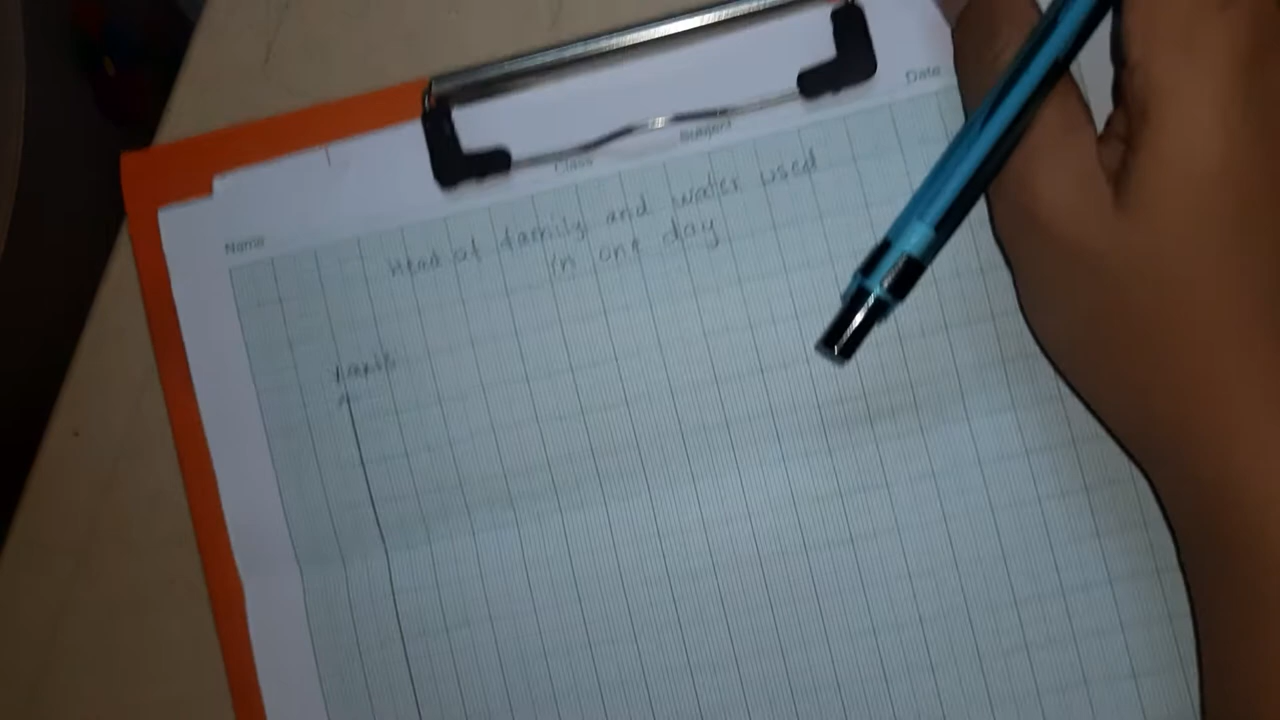 Date
Subject
Class
Name
Head of family and water used
in one day